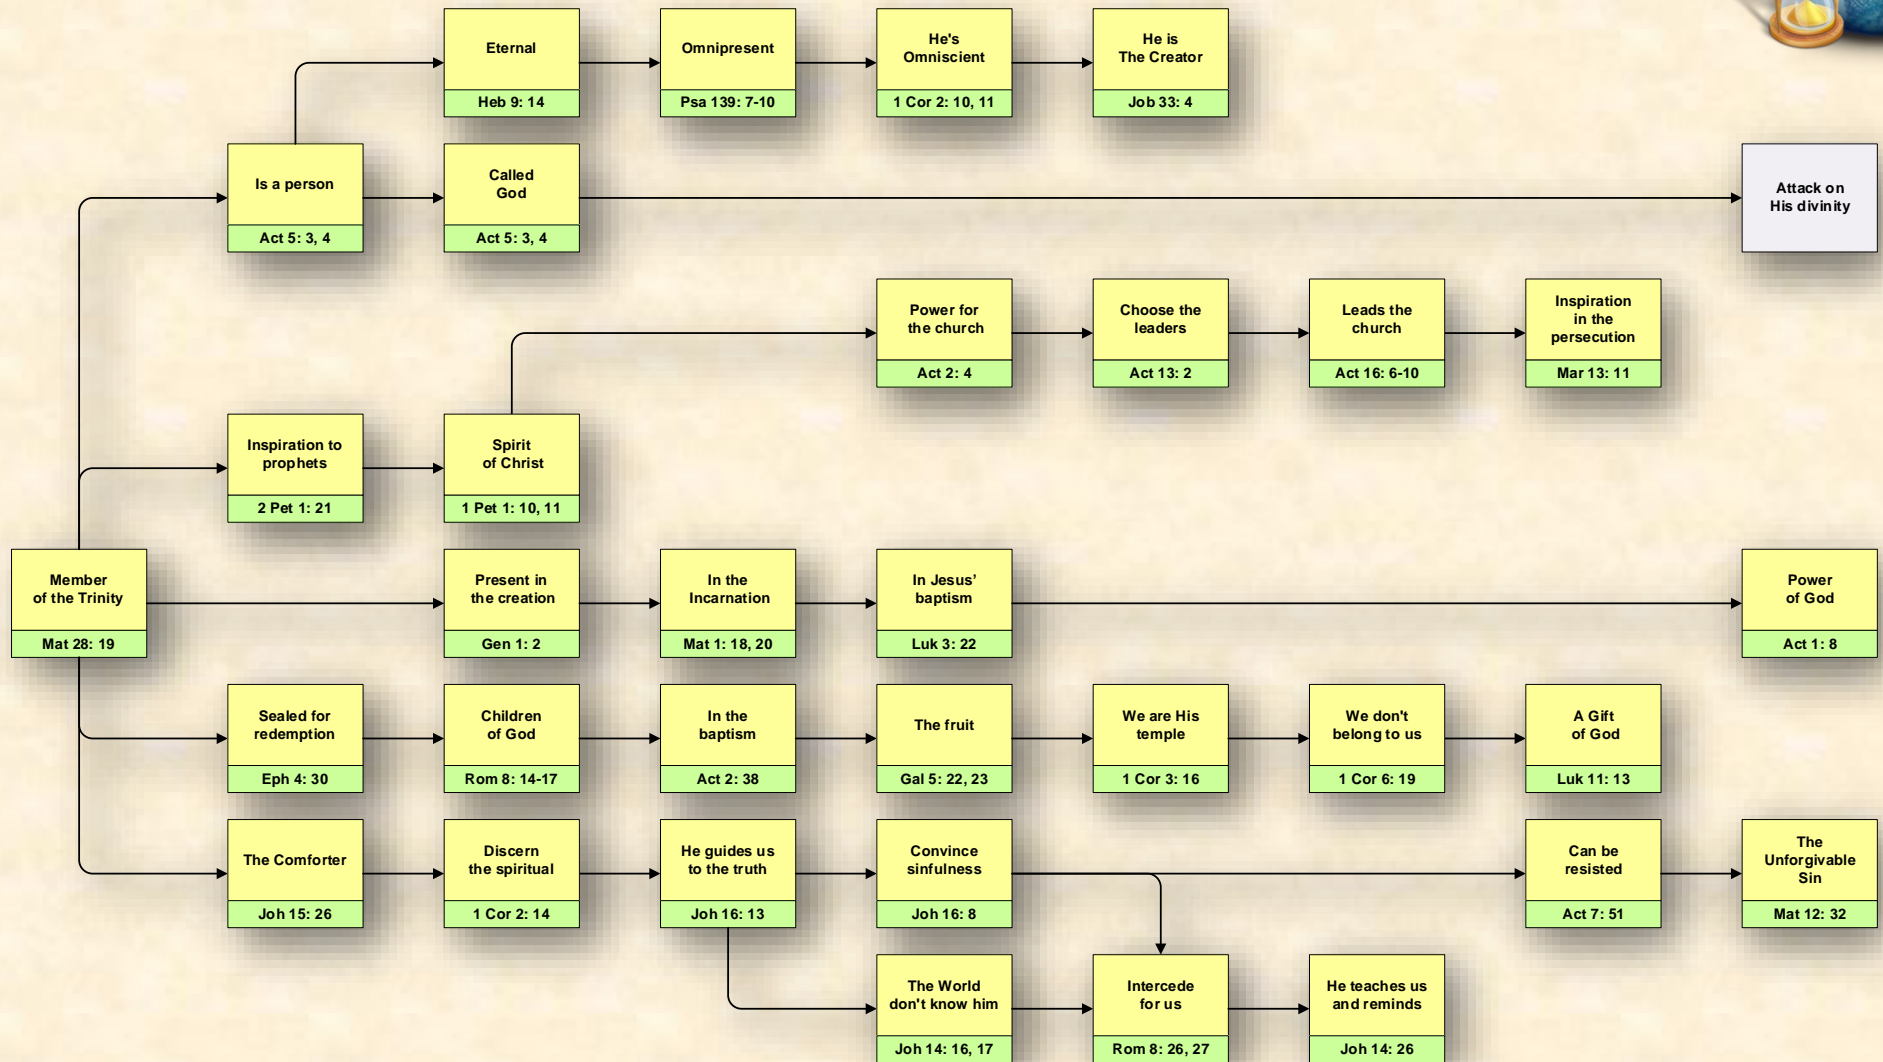 Eternal
Heb 9: 14
Omnipresent
Psa 139: 7-10
He's
Omniscient
1 Cor 2: 10, 11
He is
The Creator
Job 33: 4
Is a person
Act 5: 3, 4
Called
God
Act 5: 3, 4
Attack on
His divinity
Power for
the church
Act 2: 4
Choose the
leaders
Act 13: 2
Leads the
church
Act 16: 6-10
Inspiration
in the
persecution
Mar 13: 11
Inspiration to
prophets
2 Pet 1: 21
Spirit
of Christ
1 Pet 1: 10, 11
Member
of the Trinity
Mat 28: 19
Present in
the creation
Gen 1: 2
In the
Incarnation
Mat 1: 18, 20
In Jesus’
baptism
Luk 3: 22
Power
of God
Act 1: 8
Sealed for
redemption
Eph 4: 30
Children
of God
Rom 8: 14-17
In the
baptism
Act 2: 38
The fruit
Gal 5: 22, 23
We are His
temple
1 Cor 3: 16
We don't
belong to us
1 Cor 6: 19
A Gift
of God
Luk 11: 13
The Comforter
Joh 15: 26
Discern
the spiritual
1 Cor 2: 14
He guides us
to the truth
Joh 16: 13
Convince
sinfulness
Joh 16: 8
Can be
resisted
Act 7: 51
The
Unforgivable
Sin
Mat 12: 32
The World
don't know him
Joh 14: 16, 17
Intercede
for us
Rom 8: 26, 27
He teaches us
and reminds
Joh 14: 26